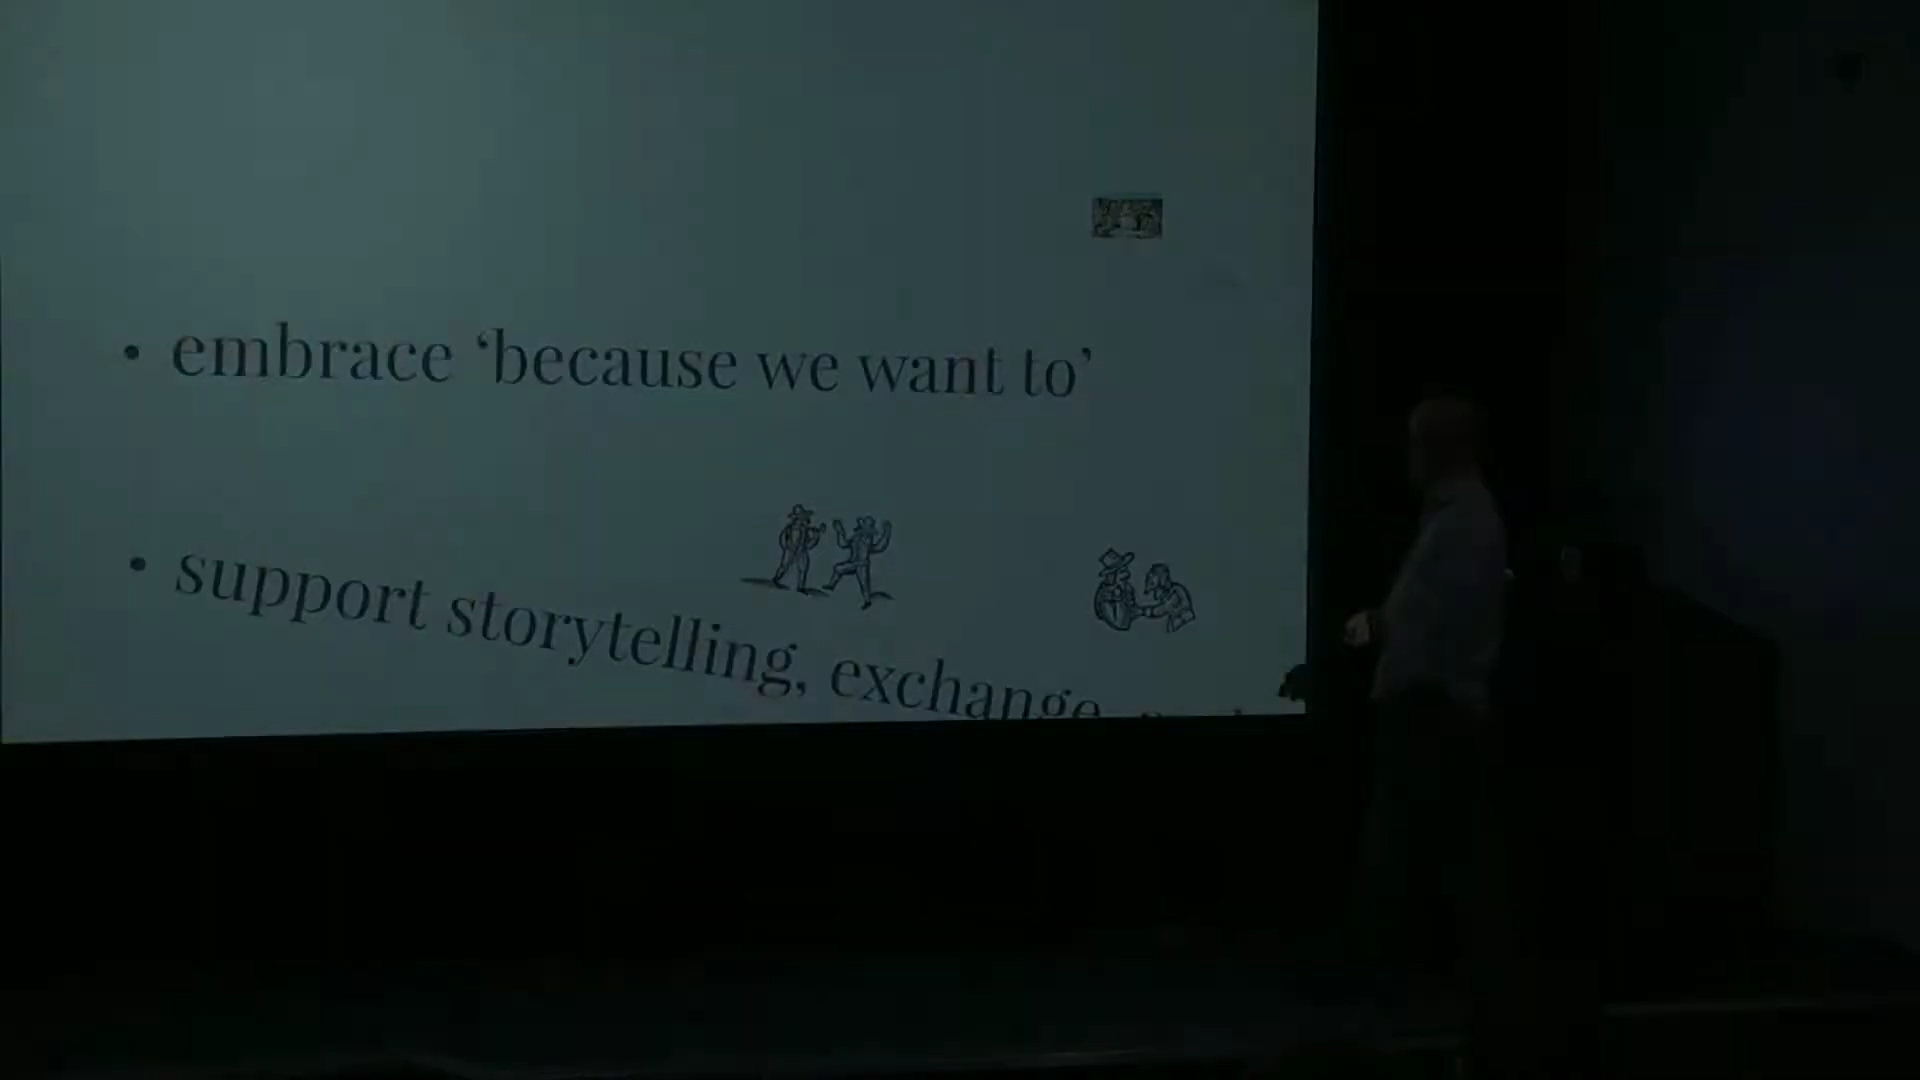 • embrace ‘because we want to’
• support storytelling, exchange